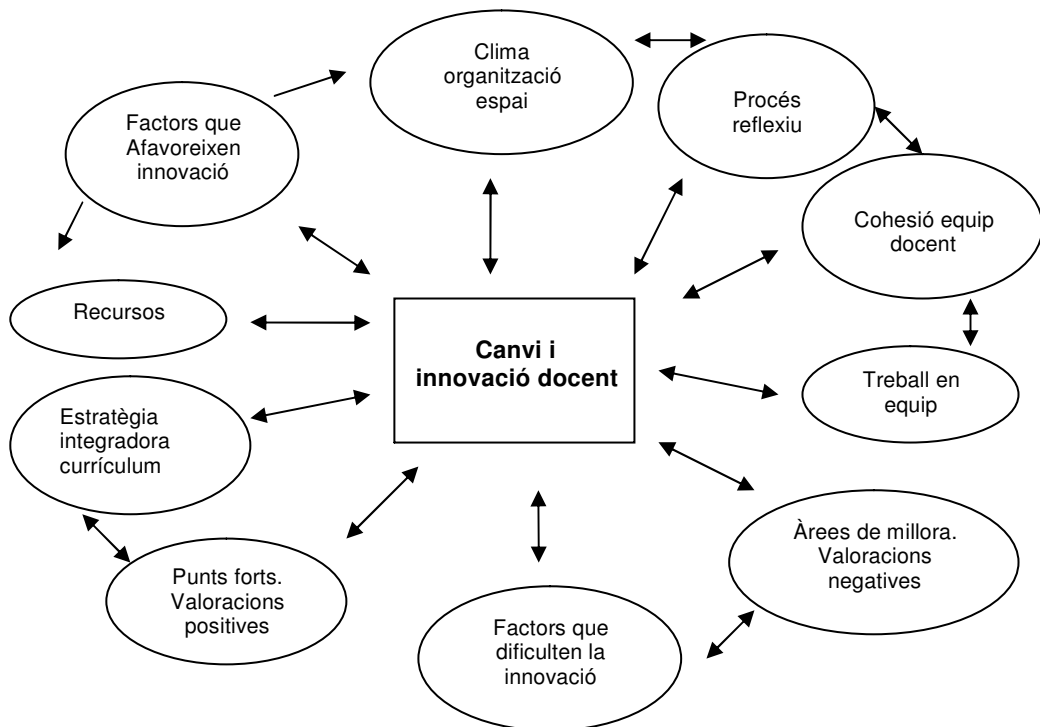 Clima
organització
espai
Procés
reflexiu
Factors que
Afavoreixen
innovació
Cohesió equip
docent
Recursos
Canvi i
innovació docent
Treball en
equip
Estratègia
integradora
currículum
Àrees de millora.
Valoracions
negatives
Punts forts.
Valoracions
positives
Factors que
dificulten la
innovació